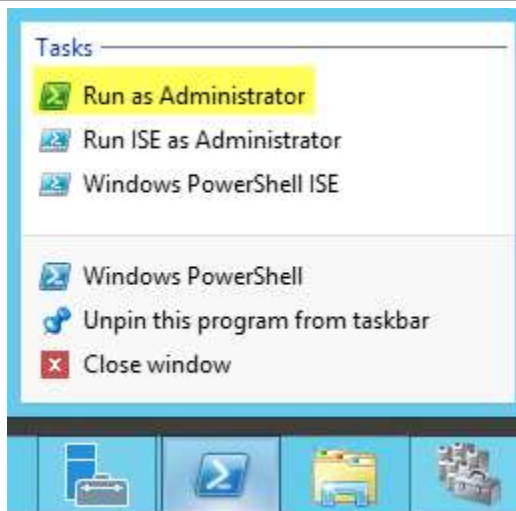 Tasks
Run as Administrator
Run ISE as Administrator
Windows PowerShell ISE
Windows PowerShell
Unpin this program from taskbar
Close window